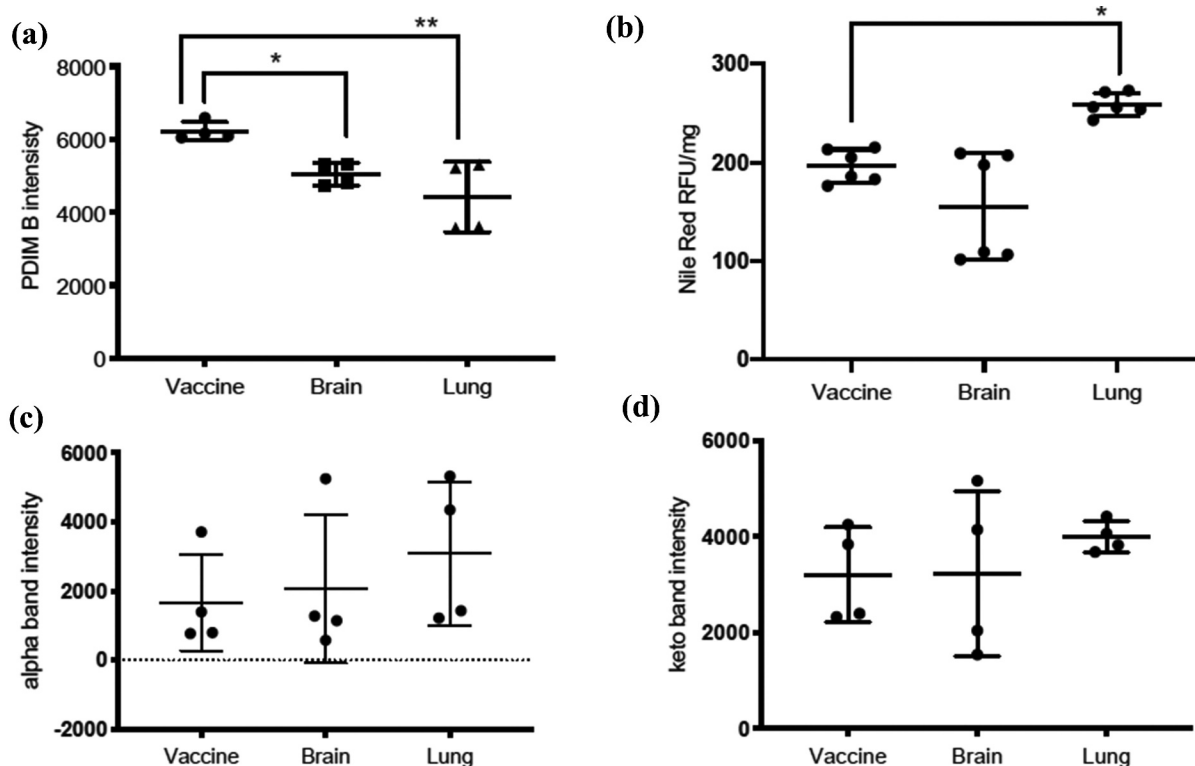 (a)
**
*
8000
6000
4000
2000
0
PDIM B intensisty
Vaccine Brain Lung
(b)
*
300
200
100
0
Nile Red RFU/mg
Vaccine Brain Lung
(c)
6000
4000
2000
0
-2000
alpha band intensity
Vaccine Brain Lung
(d)
6000
4000
2000
0
keto band intensity
Vaccine Brain Lung